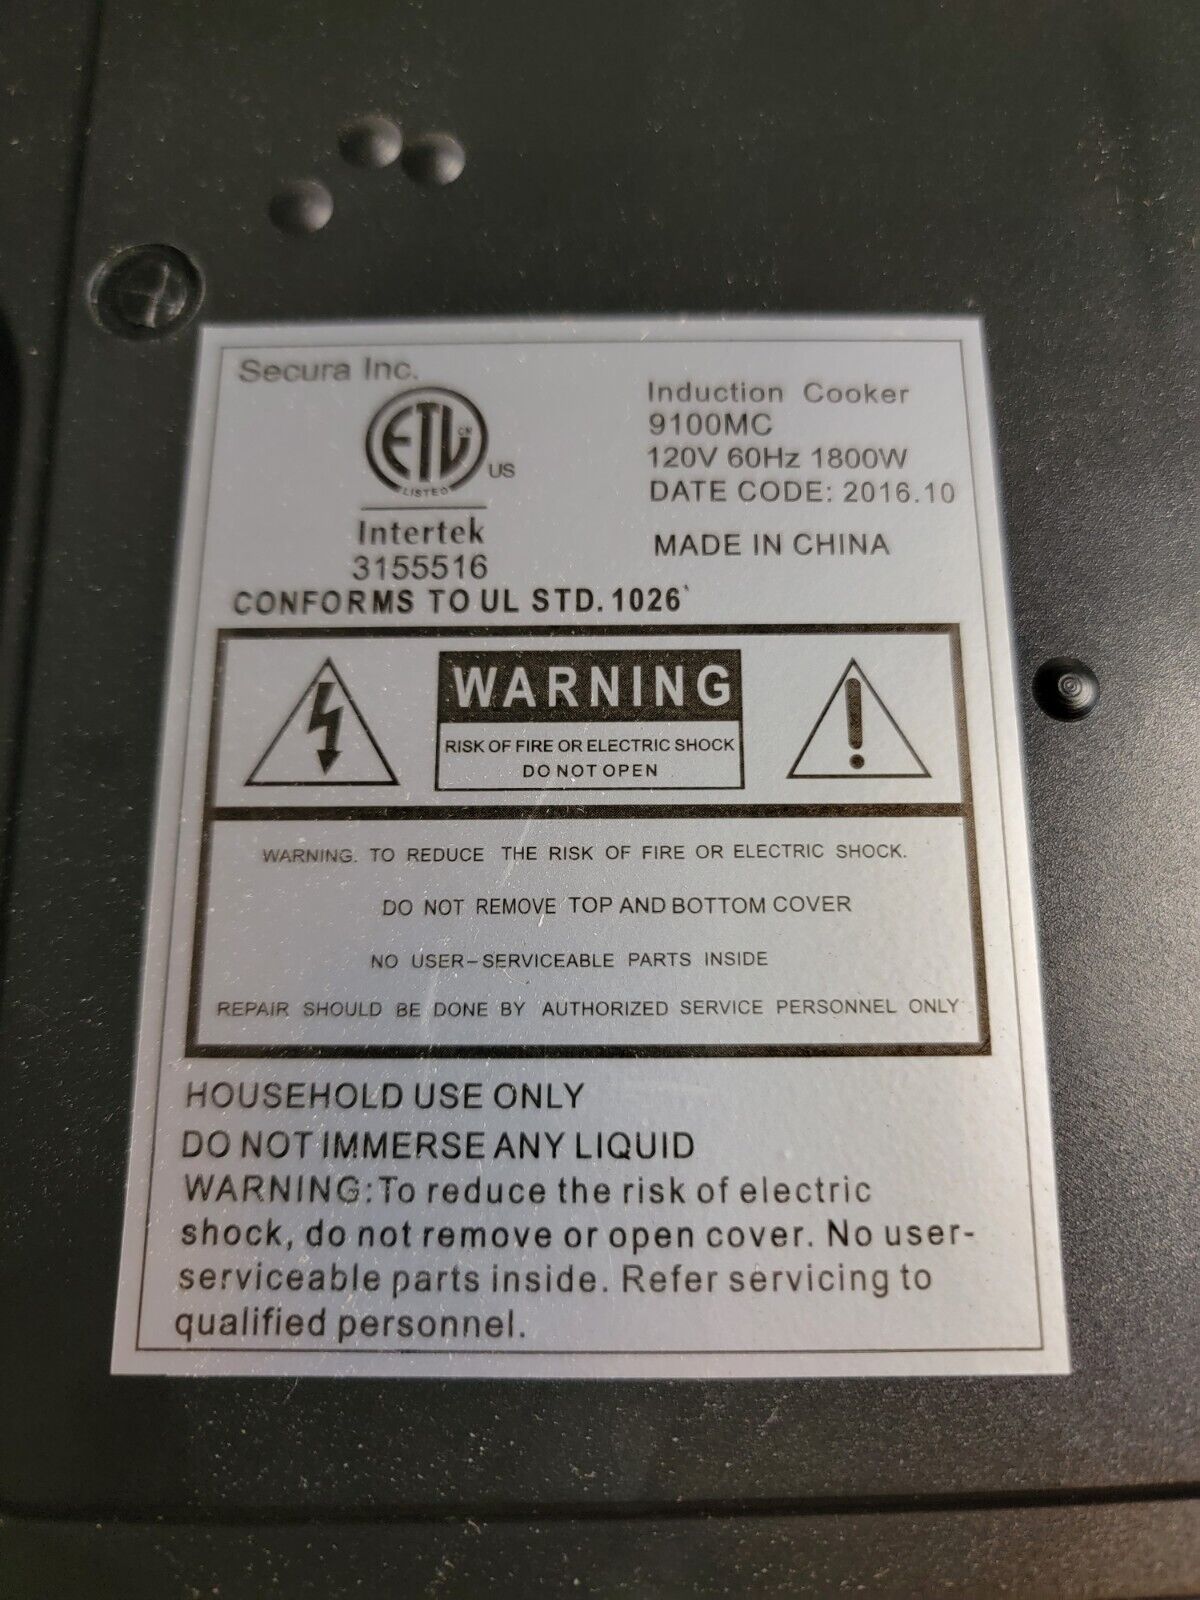 Secura Inc.
ETL
CM
US
LISTED
Intertek
3155516
Induction Cooker
9100MC
120V 60Hz 1800W
DATE CODE: 2016.10
MADE IN CHINA
CONFORMS TO UL STD. 1026
WARNING
RISK OF FIRE OR ELECTRIC SHOCK
DO NOT OPEN
WARNING. TO REDUCE THE RISK OF FIRE OR ELECTRIC SHOCK.
DO NOT REMOVE TOP AND BOTTOM COVER
NO USER-SERVICEABLE PARTS INSIDE
REPAIR SHOULD BE DONE BY AUTHORIZED SERVICE PERSONNEL ONLY
HOUSEHOLD USE ONLY
DO NOT IMMERSE ANY LIQUID
WARNING:To reduce the risk of electric
shock, do not remove or open cover. No user-
serviceable parts inside. Refer servicing to
qualified personnel.